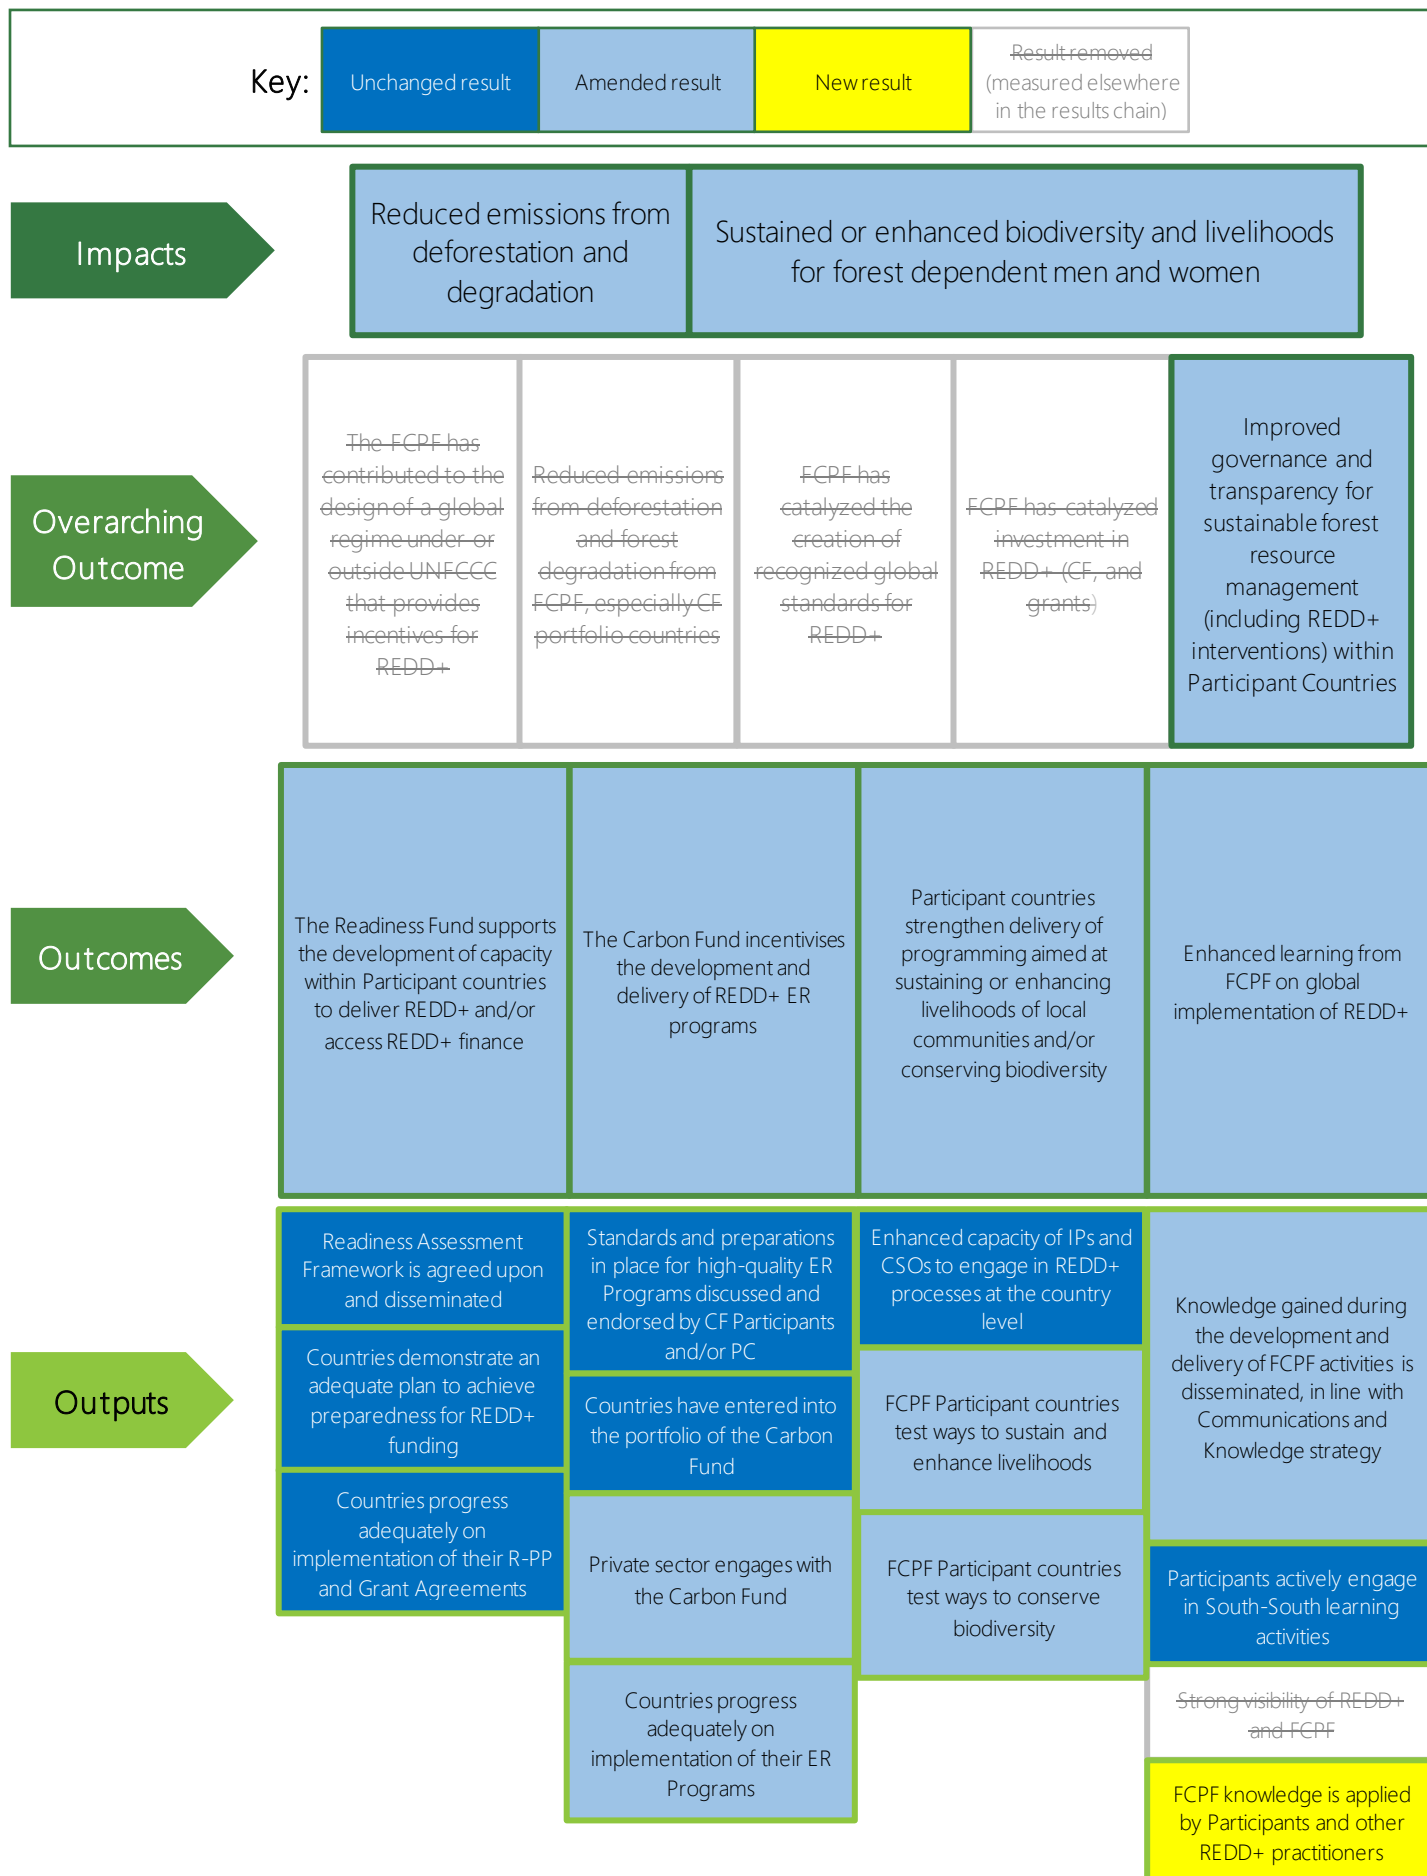 Key:
Unchanged result
Amended result
New result
Result removed
(measured elsewhere
in the results chain)
Impacts
Reduced emissions from
deforestation and
degradation
Sustained or enhanced biodiversity and livelihoods
for forest dependent men and women
Overarching
Outcome
The FCPF has
contributed to the
design of a global
regime under or
outside UNFCCC
that provides
incentives for
REDD+
Reduced emissions
from deforestation
and forest
degradation from
FCPF, especially CF
portfolio countries
FCPF has
catalyzed the
creation of
recognized global
standards for
REDD+
FCPF has catalyzed
investment in
REDD+ (CF, and
grants)
Improved
governance and
transparency for
sustainable forest
resource
management
(including REDD+
interventions) within
Participant Countries
Outcomes
The Readiness Fund supports
the development of capacity
within Participant countries
to deliver REDD+ and/or
access REDD+ finance
The Carbon Fund incentivises
the development and
delivery of REDD+ ER
programs
Participant countries
strengthen delivery of
programming aimed at
sustaining or enhancing
livelihoods of local
communities and/or
conserving biodiversity
Enhanced learning from
FCPF on global
implementation of REDD+
Outputs
Readiness Assessment
Framework is agreed upon
and disseminated
Countries demonstrate an
adequate plan to achieve
preparedness for REDD+
funding
Countries progress
adequately on
implementation of their R-PP
and Grant Agreements
Standards and preparations
in place for high-quality ER
Programs discussed and
endorsed by CF Participants
and/or PC
Countries have entered into
the portfolio of the Carbon
Fund
Private sector engages with
the Carbon Fund
Countries progress
adequately on
implementation of their ER
Programs
Enhanced capacity of IPs and
CSOs to engage in REDD+
processes at the country
level
FCPF Participant countries
test ways to sustain and
enhance livelihoods
FCPF Participant countries
test ways to conserve
biodiversity
Knowledge gained during
the development and
delivery of FCPF activities is
disseminated, in line with
Communications and
Knowledge strategy
Participants actively engage
in South-South learning
activities
Strong visibility of REDD+
and FCPF
FCPF knowledge is applied
by Participants and other
REDD+ practitioners